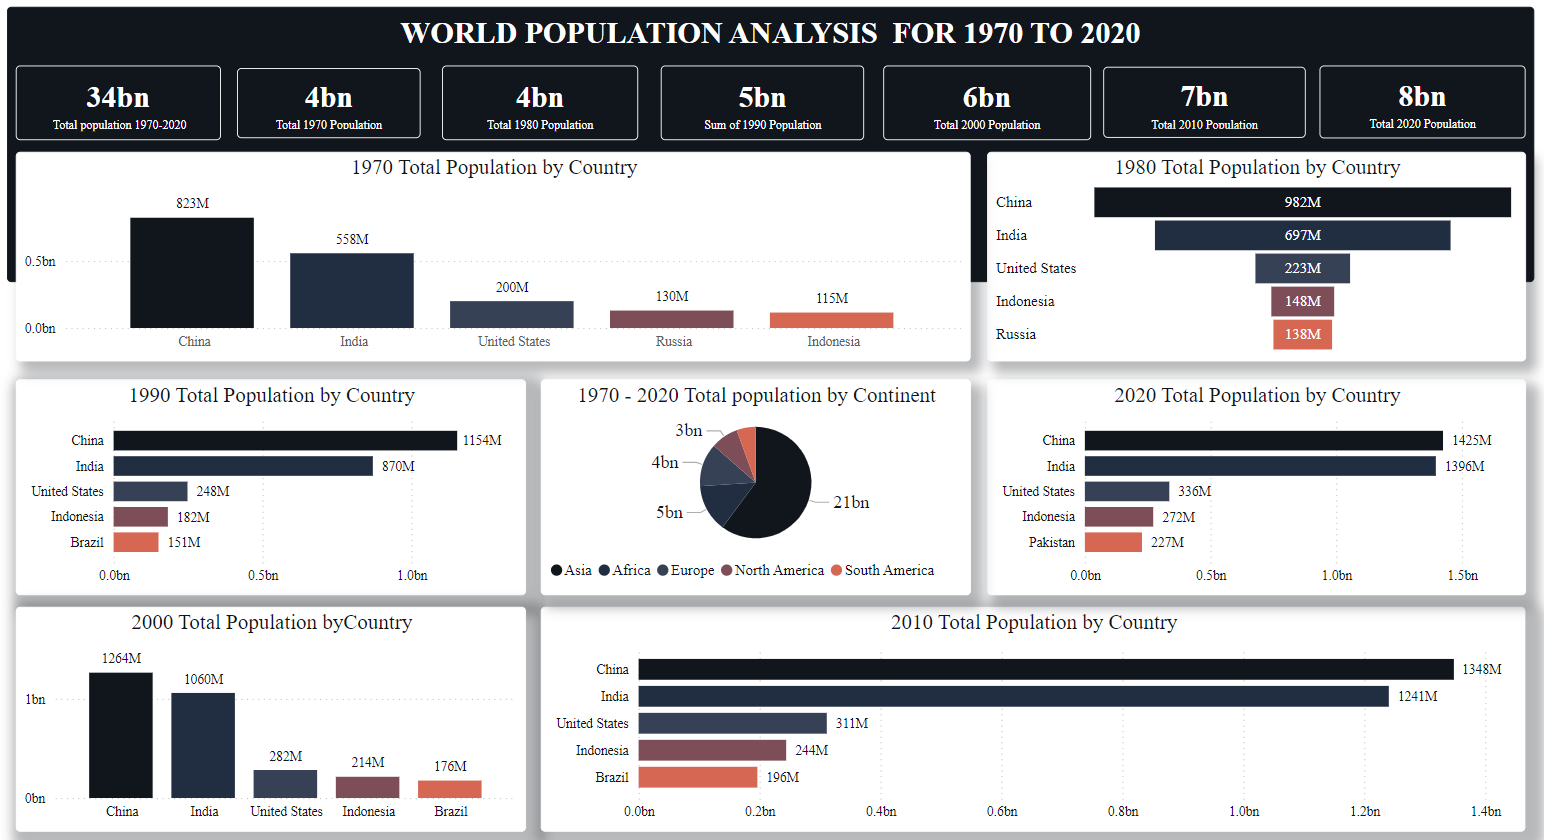 WORLD POPULATION ANALYSIS  FOR 1970 TO 2020
34bn
Total population 1970-2020
4bn
Total 1970 Population
4bn
Total 1980 Population
5bn
Sum of 1990 Population
6bn
Total 2000 Population
7bn
Total 2010 Population
8bn
Total 2020 Population
1970 Total Population by Country
0.5bn
0.0bn
823M
558M
200M
130M
115M
China
India
United States
Russia
Indonesia
1980 Total Population by Country
China 982M
India 697M
United States 223M
Indonesia 148M
Russia 138M
1990 Total Population by Country
China 1154M
India 870M
United States 248M
Indonesia 182M
Brazil 151M
0.0bn 0.5bn 1.0bn
1970 - 2020 Total population by Continent
3bn
4bn
5bn
21bn
Asia Africa Europe North America South America
2020 Total Population by Country
China 1425M
India 1396M
United States 336M
Indonesia 272M
Pakistan 227M
0.0bn 0.5bn 1.0bn 1.5bn
2000 Total Population byCountry
1bn
0bn
1264M
1060M
282M
214M
176M
China
India
United States
Indonesia
Brazil
2010 Total Population by Country
China 1348M
India 1241M
United States 311M
Indonesia 244M
Brazil 196M
0.0bn 0.2bn 0.4bn 0.6bn 0.8bn 1.0bn 1.2bn 1.4bn